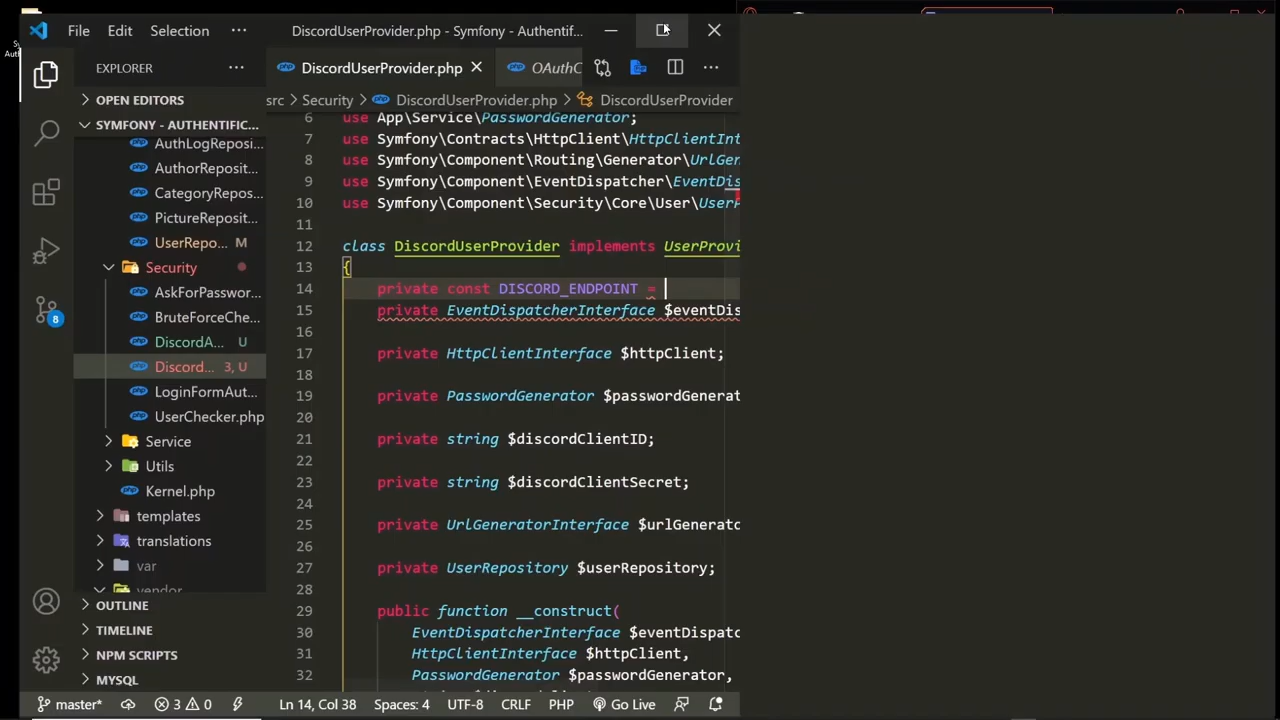 File Edit Selection ··· DiscordUserProvider.php - Symfony - Authentif...
EXPLORER ···
DiscordUserProvider.php
OAuthC
OPEN EDITORS
src > Security > DiscordUserProvider.php > DiscordUserProvider
SYMFONY - AUTHENTIFIC...
AuthLogReposi...
AuthorReposit...
CategoryRepos...
PictureReposit...
UserRepo... M
Security
AskForPasswor...
BruteForceChe...
DiscordA... U
Discord... 3, U
LoginFormAut...
UserChecker.php
Service
Utils
Kernel.php
templates
translations
var
vendor
OUTLINE
TIMELINE
NPM SCRIPTS
MYSQL
8
6 use App\Service\PasswordGenerator;
7 use Symfony\Contracts\HttpClient\HttpClientInt
8 use Symfony\Component\Routing\Generator\UrlGen
9 use Symfony\Component\EventDispatcher\EventDis
10 use Symfony\Component\Security\Core\User\UserP
11
12 class DiscordUserProvider implements UserProvi
13 {
14 private const DISCORD_ENDPOINT =
15 private EventDispatcherInterface $eventDis
16
17 private HttpClientInterface $httpClient;
18
19 private PasswordGenerator $passwordGenerat
20
21 private string $discordClientID;
22
23 private string $discordClientSecret;
24
25 private UrlGeneratorInterface $urlGenerato
26
27 private UserRepository $userRepository;
28
29 public function __construct(
30 EventDispatcherInterface $eventDispatc
31 HttpClientInterface $httpClient,
32 PasswordGenerator $passwordGenerator,
master* 3 0 Ln 14, Col 38 Spaces: 4 UTF-8 CRLF PHP Go Live